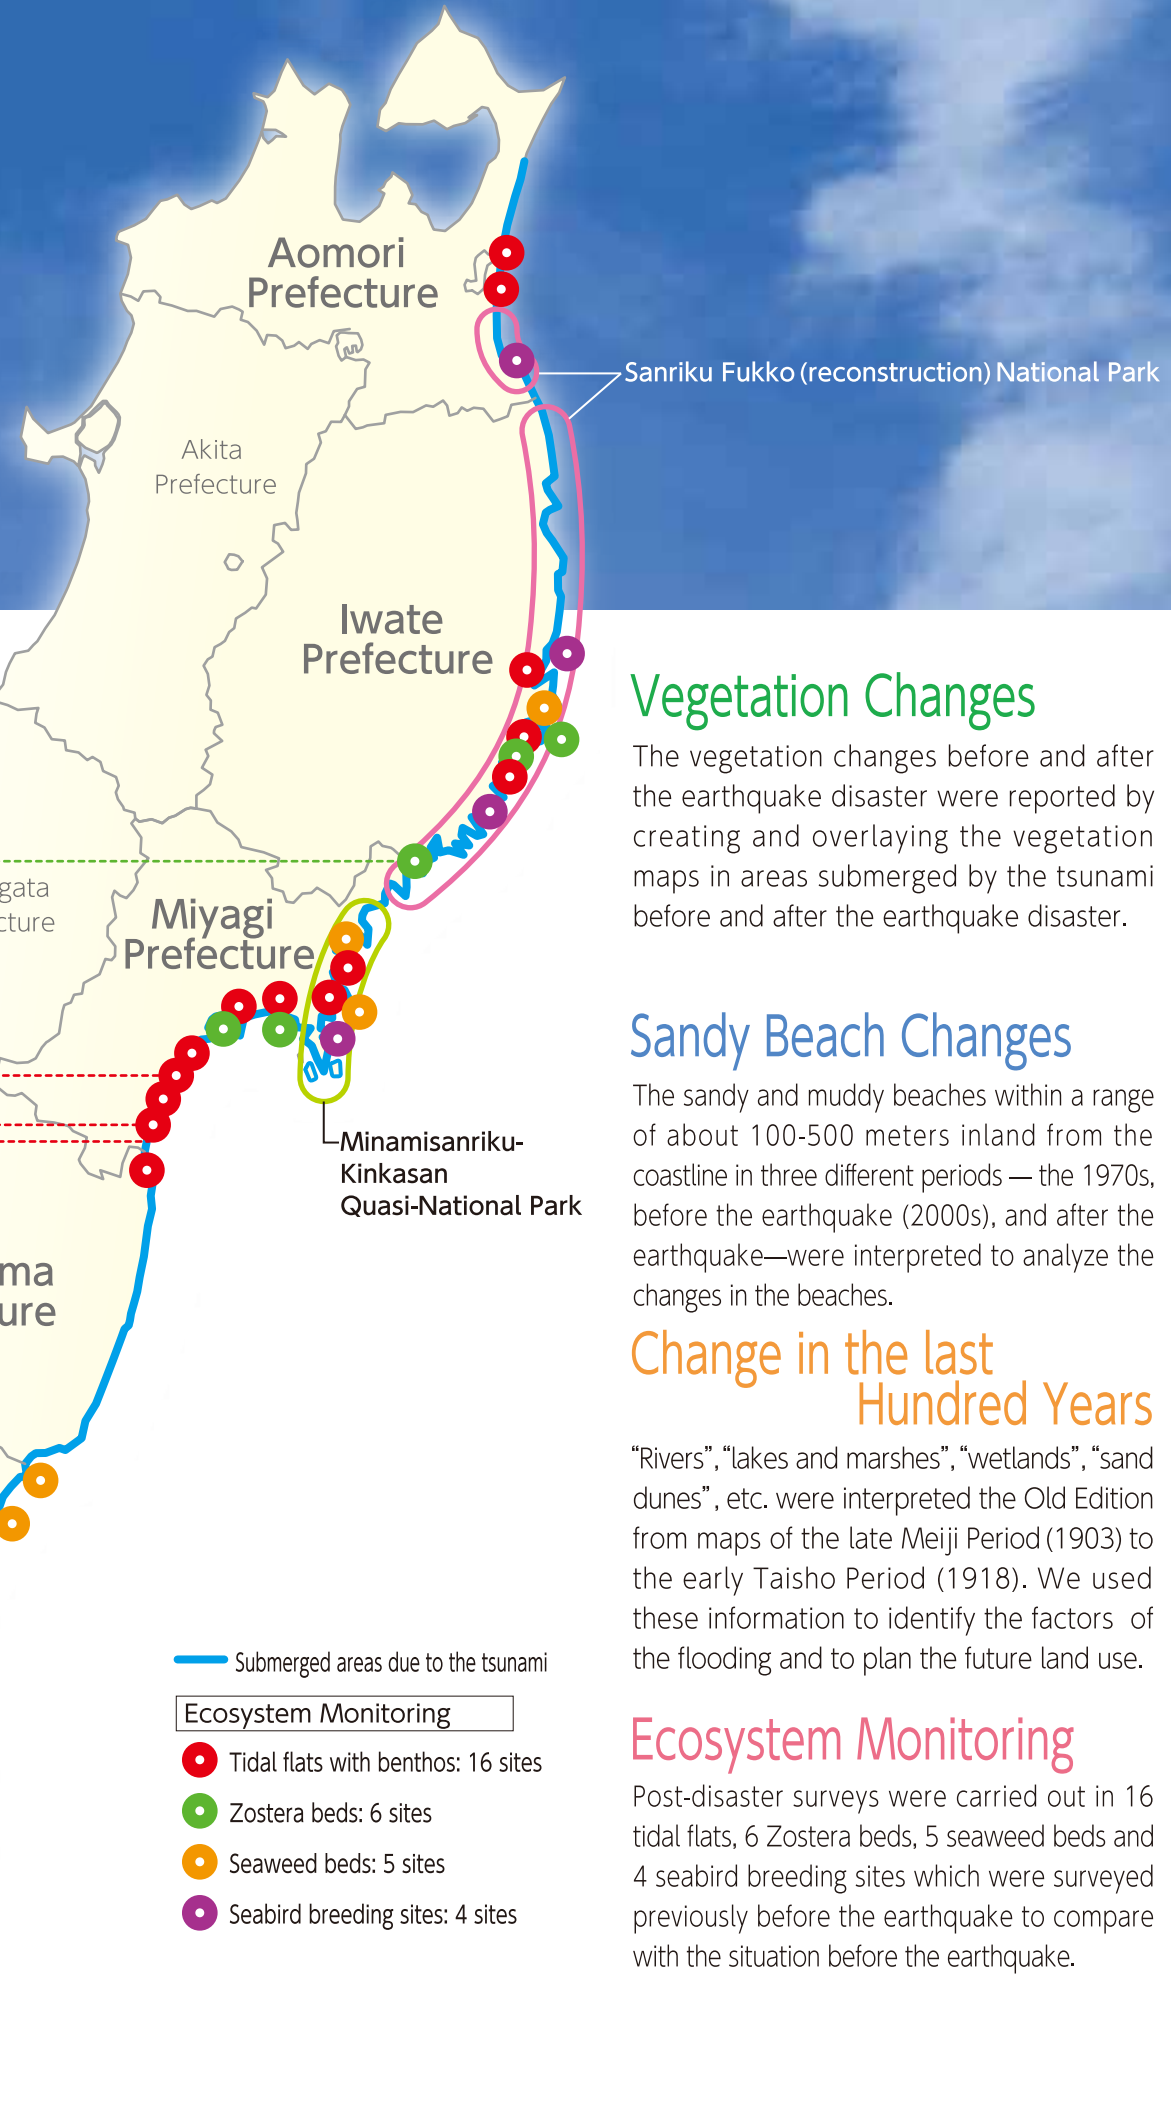 Aomori
Prefecture
Sanriku Fukko (reconstruction) National Park
Akita
Prefecture
Iwate
Prefecture
gata
cture
Miyagi
Prefecture
Minamisanriku-
Kinkasan
Quasi-National Park
ma
ure
Submerged areas due to the tsunami
Ecosystem Monitoring
Tidal flats with benthos: 16 sites
Zostera beds: 6 sites
Seaweed beds: 5 sites
Seabird breeding sites: 4 sites
Vegetation Changes
The vegetation changes before and after
the earthquake disaster were reported by
creating and overlaying the vegetation
maps in areas submerged by the tsunami
before and after the earthquake disaster.
Sandy Beach Changes
The sandy and muddy beaches within a range
of about 100-500 meters inland from the
coastline in three different periods — the 1970s,
before the earthquake (2000s), and after the
earthquake—were interpreted to analyze the
changes in the beaches.
Change in the last
Hundred Years
“Rivers”, “lakes and marshes”, “wetlands”, “sand
dunes”, etc. were interpreted the Old Edition
from maps of the late Meiji Period (1903) to
the early Taisho Period (1918). We used
these information to identify the factors of
the flooding and to plan the future land use.
Ecosystem Monitoring
Post-disaster surveys were carried out in 16
tidal flats, 6 Zostera beds, 5 seaweed beds and
4 seabird breeding sites which were surveyed
previously before the earthquake to compare
with the situation before the earthquake.